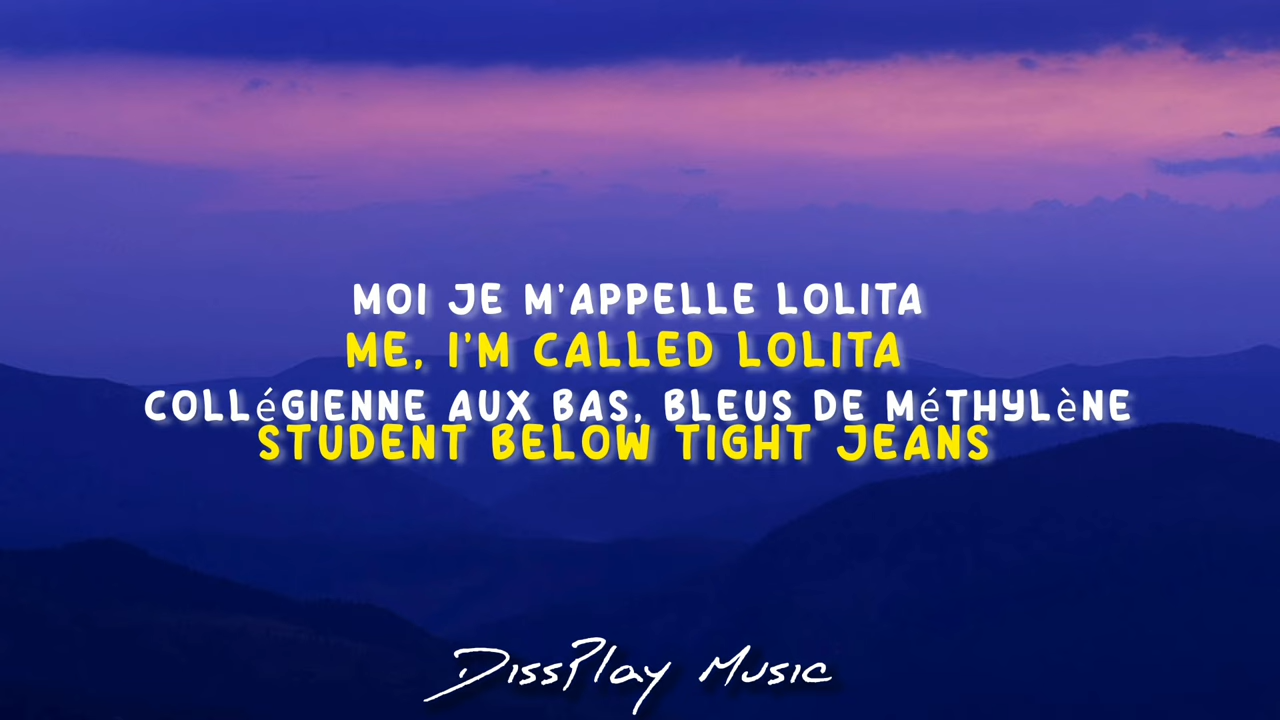 MOI JE M'APPELLE LOLITA
ME, I'M CALLED LOLITA
COLLéGIENNE AUX BAS, BLEUS DE MéTHYLèNE
STUDENT BELOW TIGHT JEANS
DissPlay Music